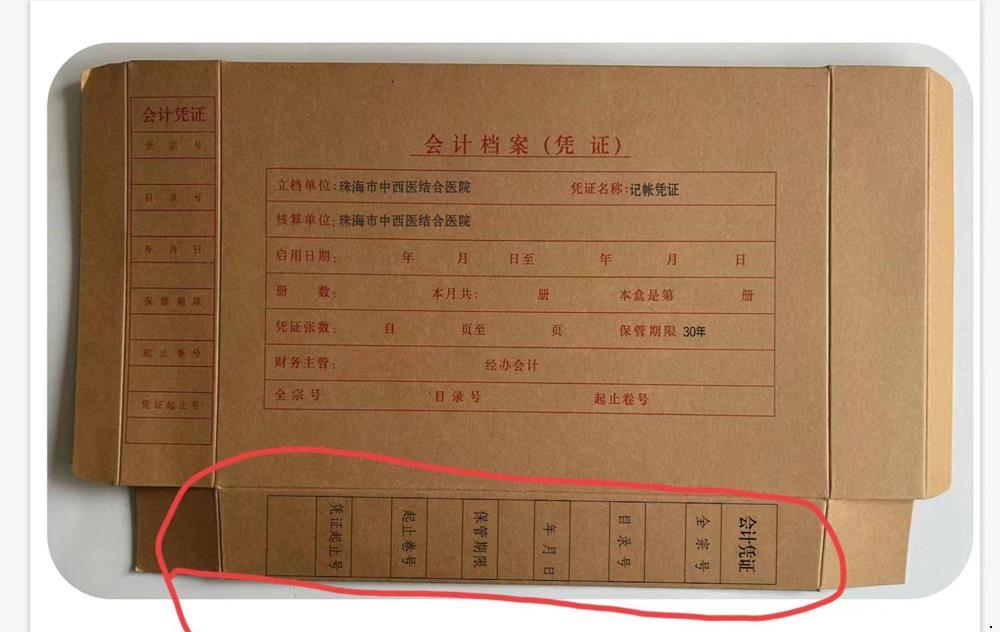 会计凭证
全宗号
目录号
年月日
保管期限
起止卷号
凭证起止号
会计档案(凭证)
立档单位:珠海市中西医结合医院 凭证名称:记帐凭证
核算单位:珠海市中西医结合医院
启用日期: 年 月 日至 年 月 日
册 数: 本月共: 册 本盒是第 册
凭证张数: 自 页至 页 保管期限 30年
财务主管: 经办会计
全宗号 目录号 起止卷号
会计凭证
全宗号
目录号
年月日
保管期限
起止卷号
凭证起止号